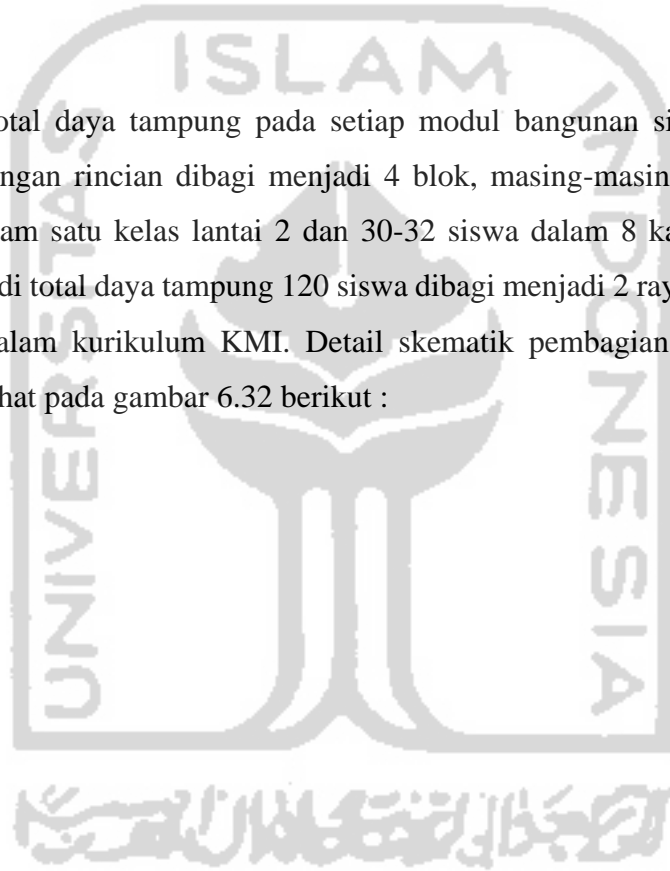 ISLAM
UNIVERSITAS
INDONESIA
otal daya tampung pada setiap modul bangunan si
ngan rincian dibagi menjadi 4 blok, masing-masin
am satu kelas lantai 2 dan 30-32 siswa dalam 8 ka
di total daya tampung 120 siswa dibagi menjadi 2 ray
alam kurikulum KMI. Detail skematik pembagian
hat pada gambar 6.32 berikut :